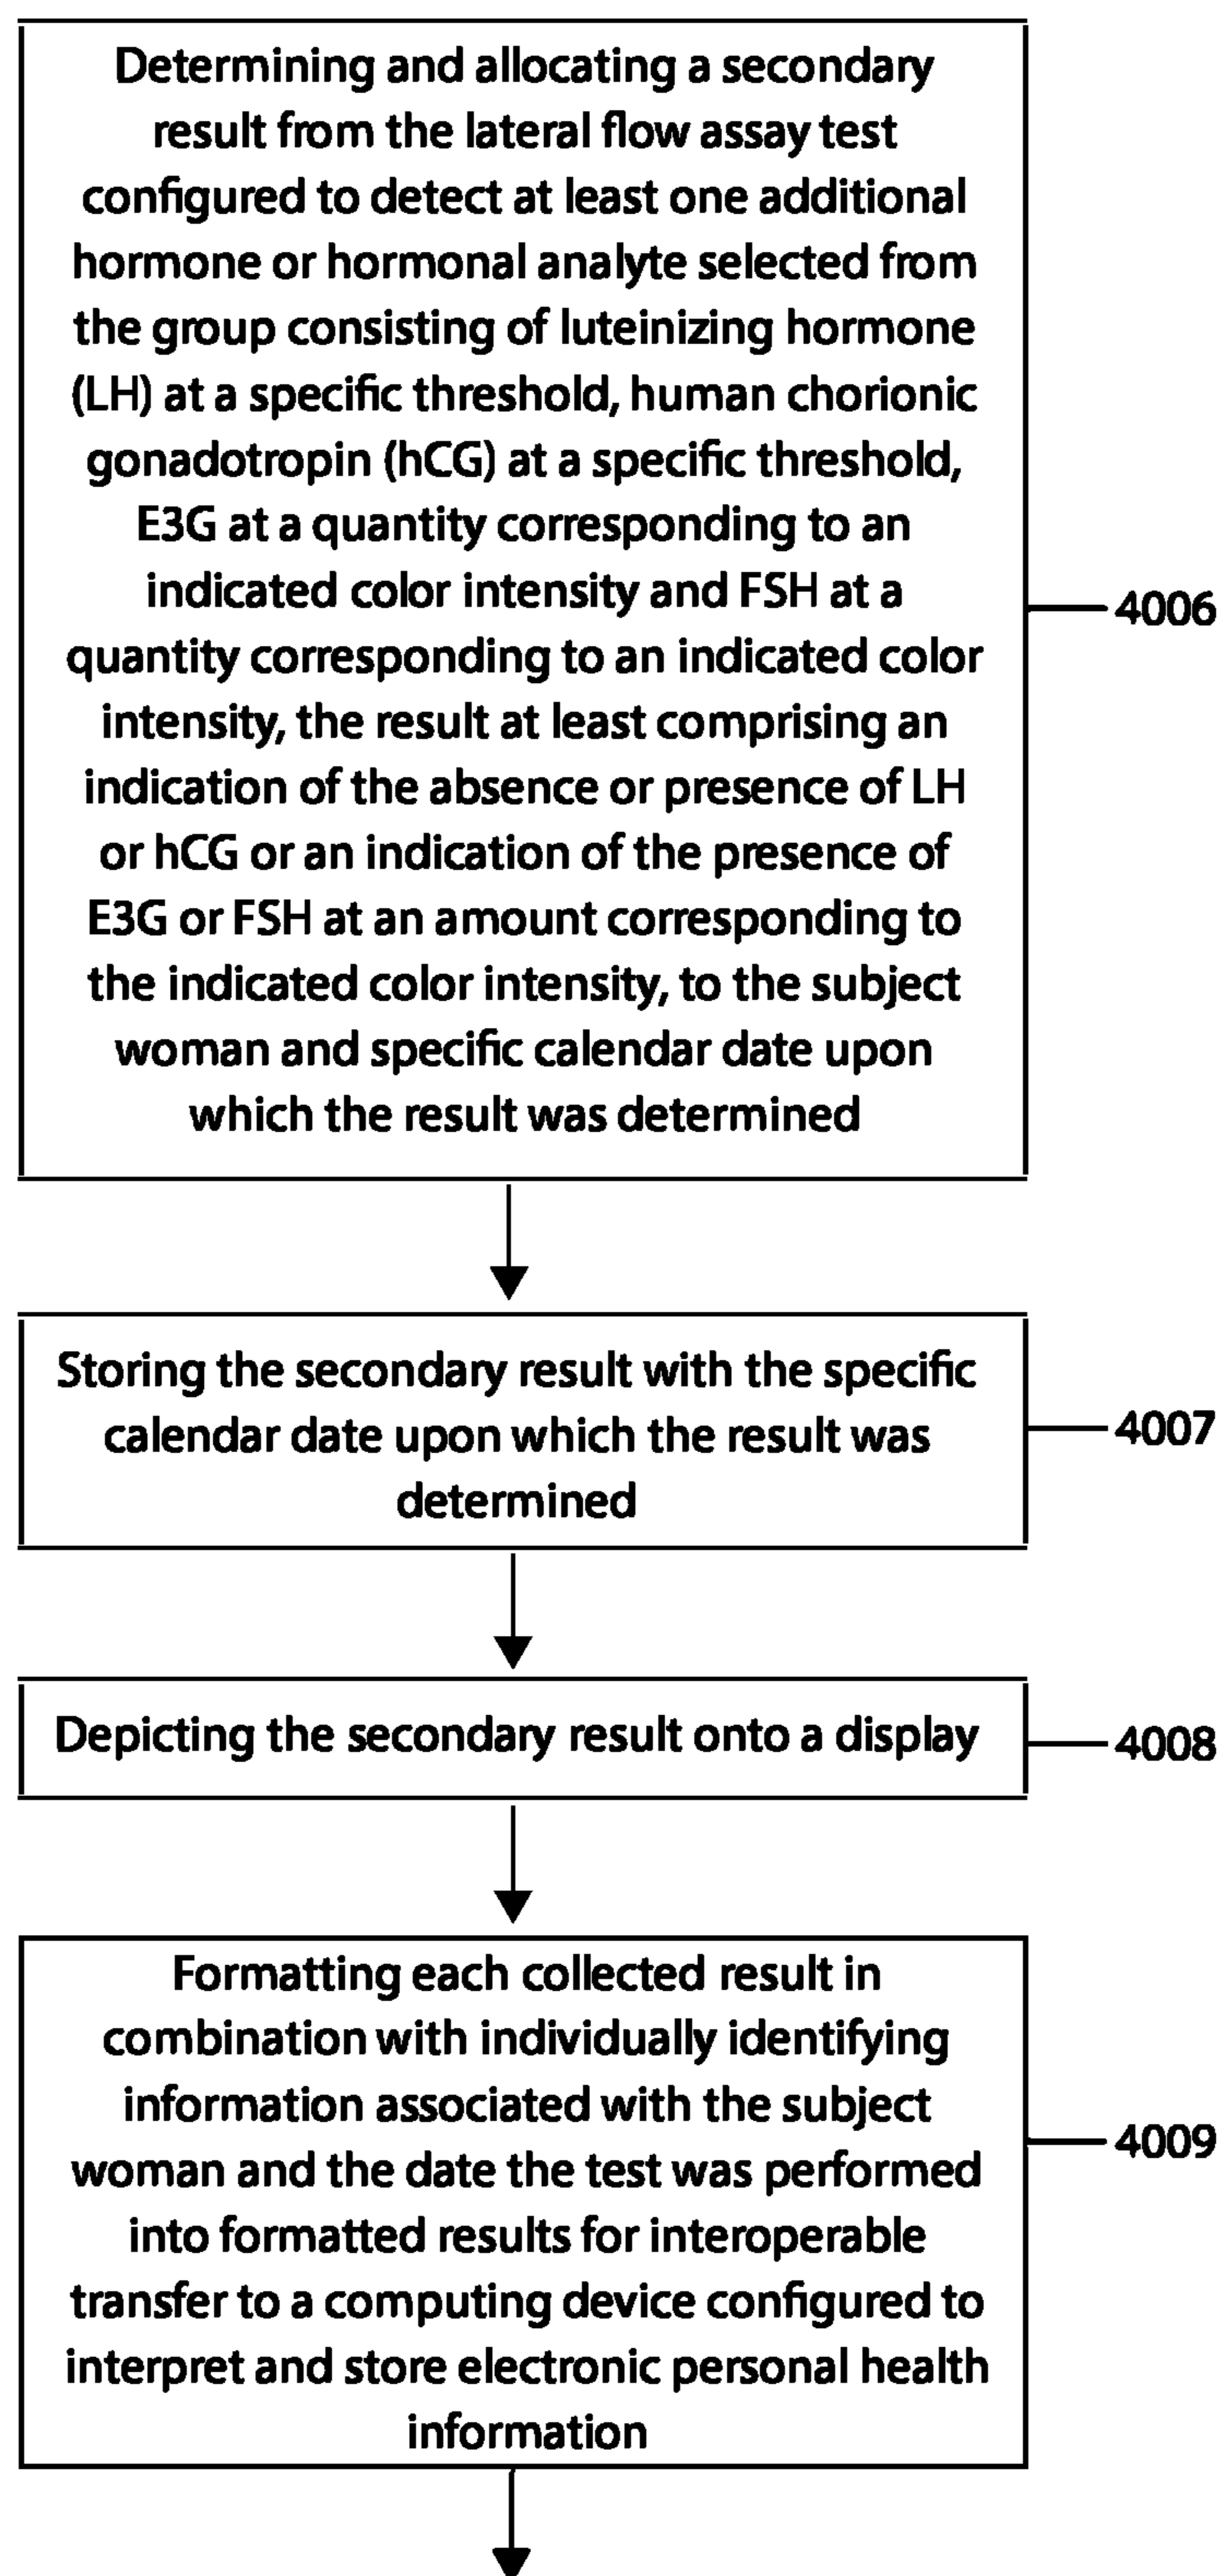 Determining and allocating a secondary
result from the lateral flow assay test
configured to detect at least one additional
hormone or hormonal analyte selected from
the group consisting of luteinizing hormone
(LH) at a specific threshold, human chorionic
gonadotropin (hCG) at a specific threshold,
E3G at a quantity corresponding to an
indicated color intensity and FSH at a
quantity corresponding to an indicated color
intensity, the result at least comprising an
indication of the absence or presence of LH
or hCG or an indication of the presence of
E3G or FSH at an amount corresponding to
the indicated color intensity, to the subject
woman and specific calendar date upon
which the result was determined
4006
Storing the secondary result with the specific
calendar date upon which the result was
determined
4007
Depicting the secondary result onto a display
4008
Formatting each collected result in
combination with individually identifying
information associated with the subject
woman and the date the test was performed
into formatted results for interoperable
transfer to a computing device configured to
interpret and store electronic personal health
information
4009